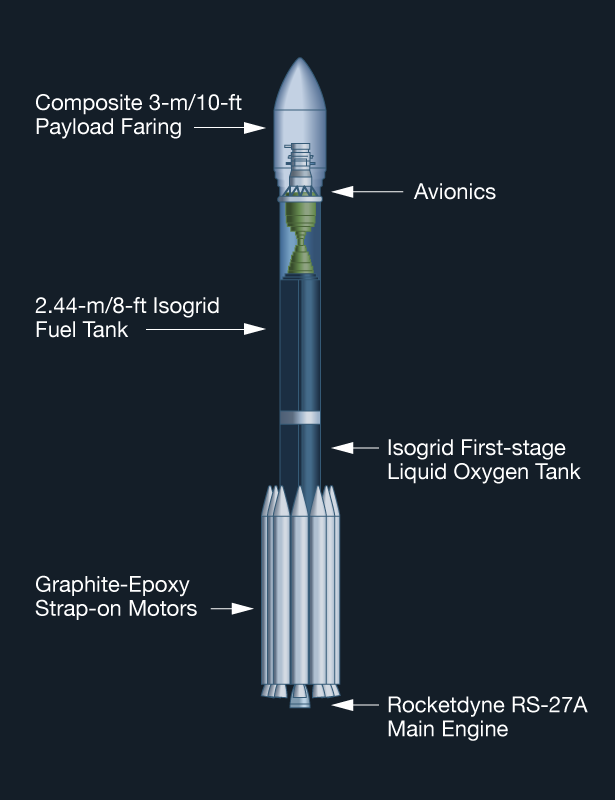 Composite 3-m/10-ft
Payload Faring
Avionics
2.44-m/8-ft Isogrid
Fuel Tank
Isogrid First-stage
Liquid Oxygen Tank
Graphite-Epoxy
Strap-on Motors
Rocketdyne RS-27A
Main Engine